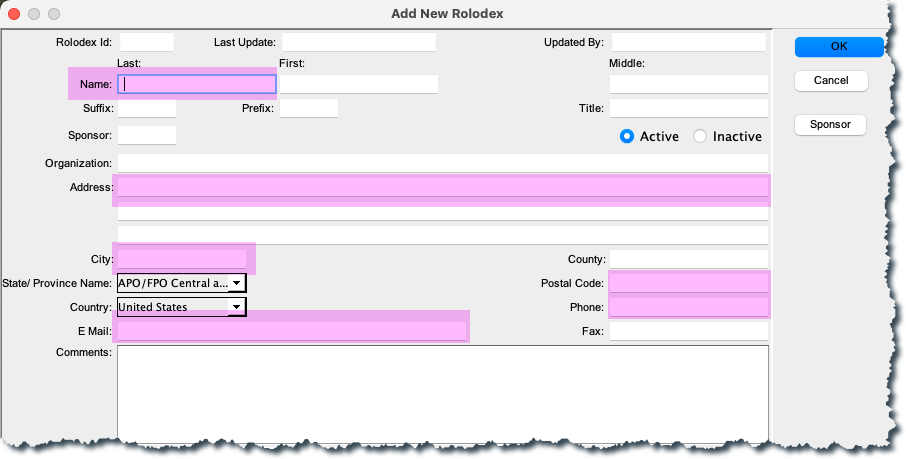 Add New Rolodex
Rolodex Id: Last Update: Updated By: OK
Last: First: Middle:
Name: Cancel
Suffix: Prefix: Title:
Sponsor: Active Inactive Sponsor
Organization:
Address:
City: County:
State/ Province Name: APO/FPO Central a... Postal Code:
Country: United States Phone:
E Mail: Fax:
Comments: